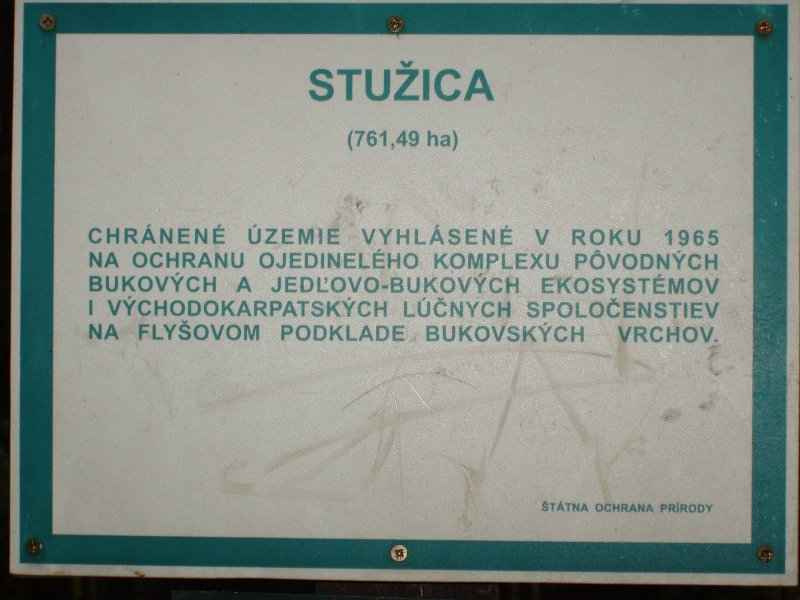 STUŽICA
(761,49 ha)
CHRÁNENÉ ÚZEMIE VYHLÁSENÉ V ROKU 1965
NA OCHRANU OJEDINELÉHO KOMPLEXU PÔVODNÝCH
BUKOVÝCH A JEDĽOVO-BUKOVÝCH EKOSYSTÉMOV
I VÝCHODOKARPATSKÝCH LÚČNYCH SPOLOČENSTIEV
NA FLYŠOVOM PODKLADE BUKOVSKÝCH VRCHOV.
ŠTÁTNA OCHRANA PRÍRODY